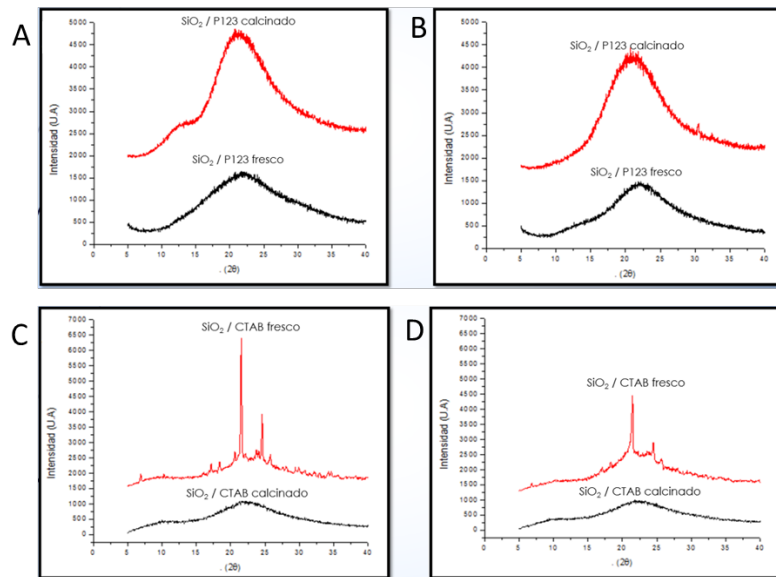 A
SiO2 / P123 calcinado
SiO2 / P123 fresco
Intensidad (U.A)
5000
4500
4000
3500
3000
2500
2000
1500
1000
500
0
0 5 10 15 20 25 30 35 40
. (2θ)
B
SiO2 / P123 calcinado
SiO2 / P123 fresco
Intensidad (U.A)
5000
4500
4000
3500
3000
2500
2000
1500
1000
500
0
0 5 10 15 20 25 30 35 40
. (2θ)
C
SiO2 / CTAB fresco
SiO2 / CTAB calcinado
Intensidad (U.A)
7000
6500
6000
5500
5000
4500
4000
3500
3000
2500
2000
1500
1000
500
0
0 5 10 15 20 25 30 35 40
. (2θ)
D
SiO2 / CTAB fresco
SiO2 / CTAB calcinado
Intensidad (U.A)
7000
6500
6000
5500
5000
4500
4000
3500
3000
2500
2000
1500
1000
500
0
0 5 10 15 20 25 30 35 40
. (2θ)